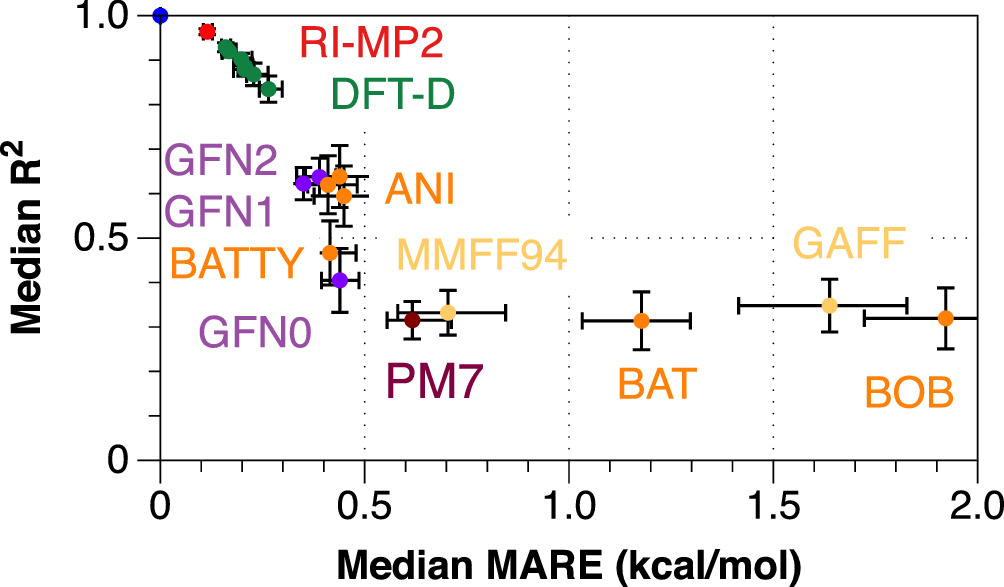 1.0
RI-MP2
DFT-D
GFN2
ANI
GFN1
0.5
BATTY
MMFF94
GAFF
GFN0
PM7
BAT
BOB
0
0 0.5 1.0 1.5 2.0
Median R²
Median MARE (kcal/mol)